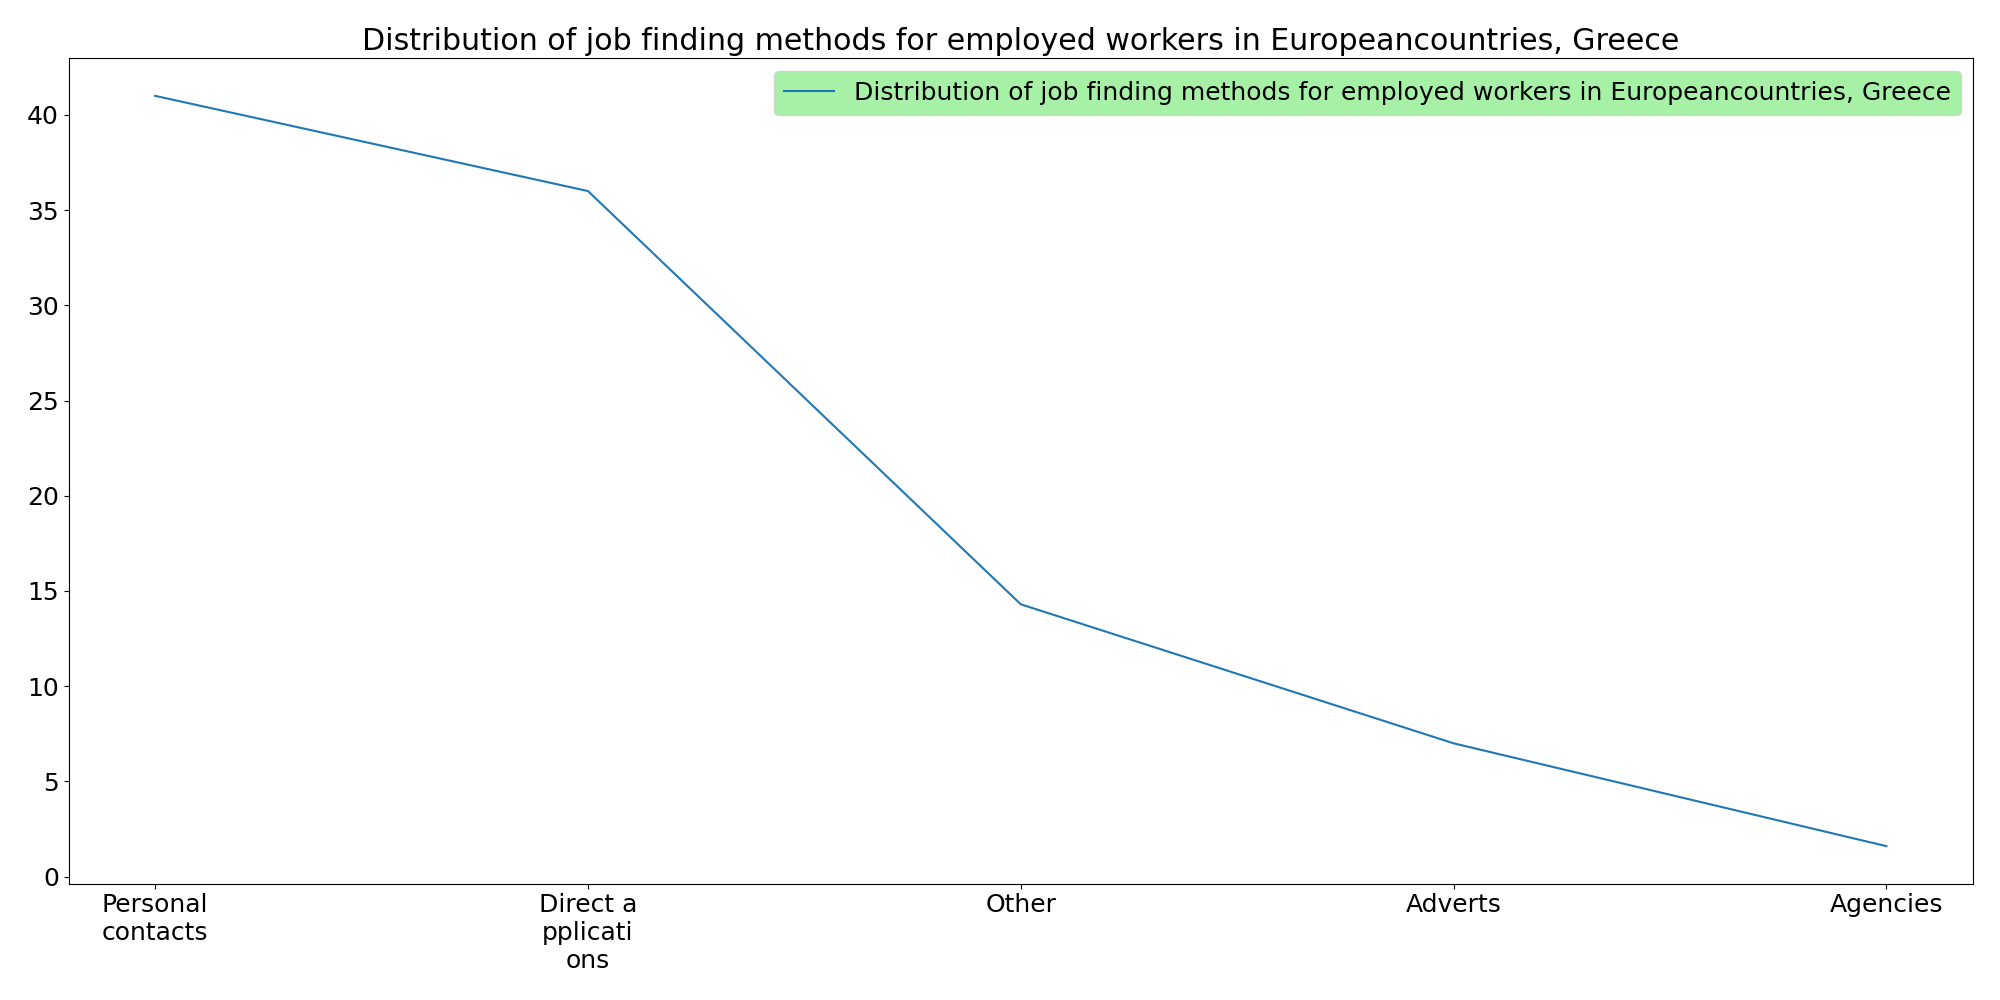 Distribution of job finding methods for employed workers in Europeancountries, Greece
Distribution of job finding methods for employed workers in Europeancountries, Greece
40
35
30
25
20
15
10
5
0
Personal
contacts
Direct a
pplicati
ons
Other
Adverts
Agencies